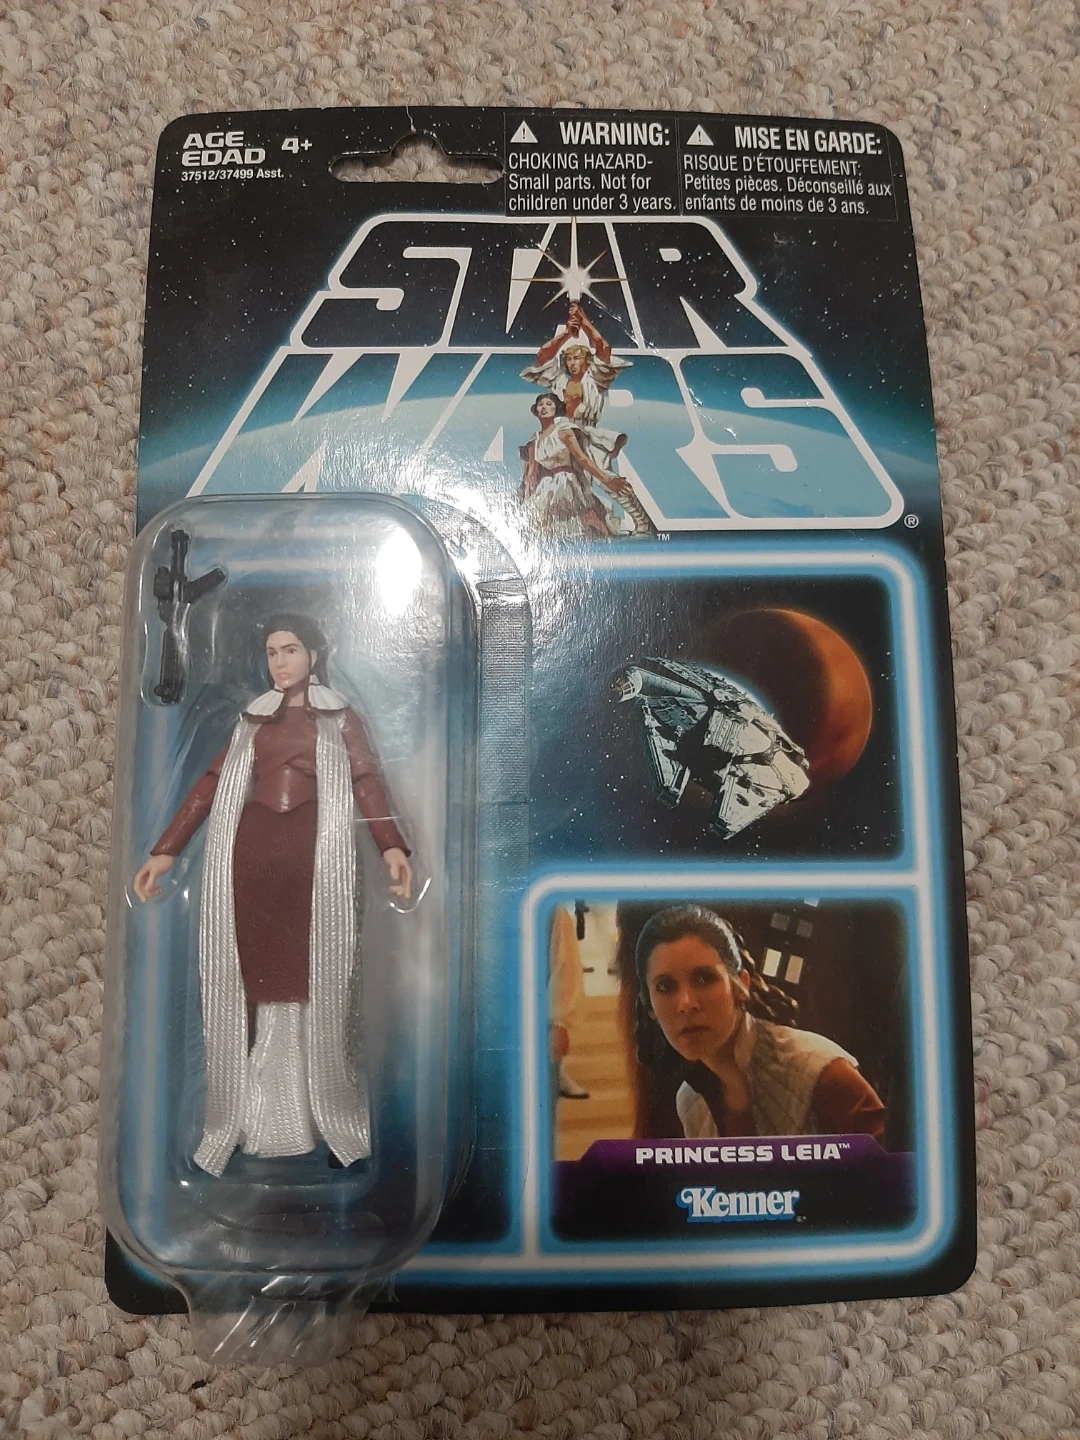 AGE
EDAD 4+
37512/37499 Asst.
WARNING:
CHOKING HAZARD-
Small parts. Not for
children under 3 years.
MISE EN GARDE:
RISQUE D'ÉTOUFFEMENT:
Petites pièces. Déconseillé aux
enfants de moins de 3 ans.
STAR
WARS®
™
PRINCESS LEIA™
Kenner®